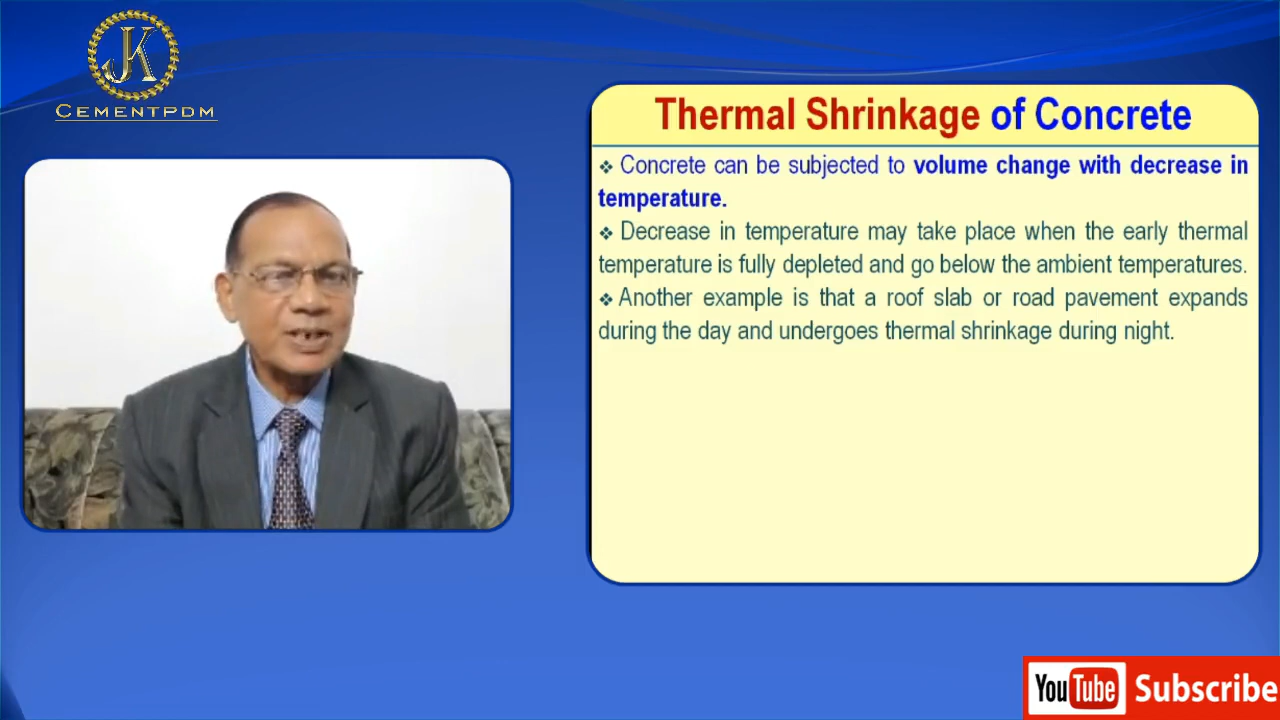 JK
CEMENTPDM
Thermal Shrinkage of Concrete
❖ Concrete can be subjected to volume change with decrease in
temperature.
❖ Decrease in temperature may take place when the early thermal
temperature is fully depleted and go below the ambient temperatures.
❖ Another example is that a roof slab or road pavement expands
during the day and undergoes thermal shrinkage during night.
YouTube Subscribe